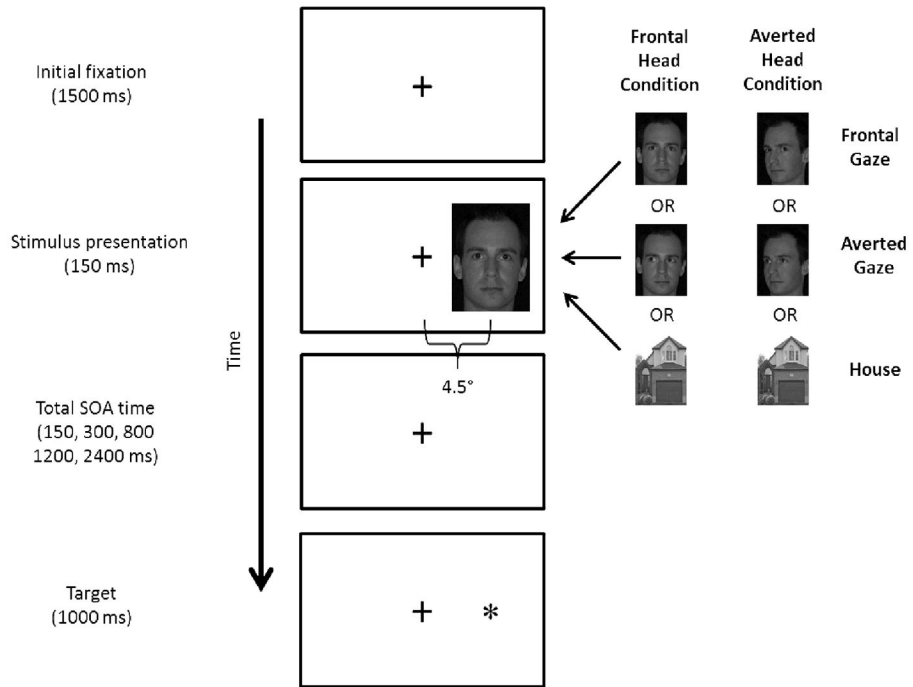 Initial fixation
(1500 ms)
+
Stimulus presentation
(150 ms)
+
4.5°
Total SOA time
(150, 300, 800
1200, 2400 ms)
+
Target
(1000 ms)
+
*
Time
Frontal
Head
Condition
Averted
Head
Condition
Frontal
Gaze
OR
OR
Averted
Gaze
OR
OR
House